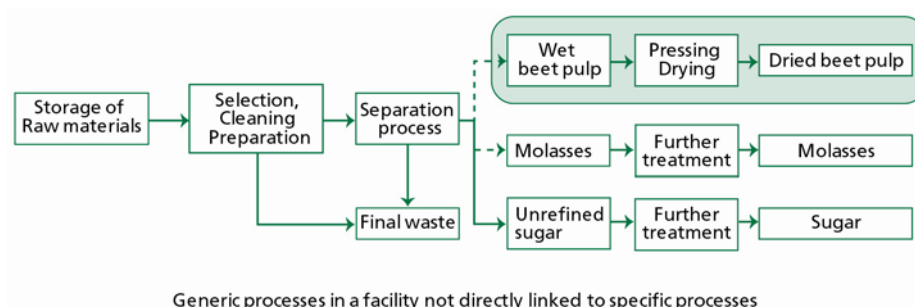 Storage of
Raw materials
Selection,
Cleaning
Preparation
Separation
process
Final waste
Wet
beet pulp
Pressing
Drying
Dried beet pulp
Molasses
Further
treatment
Molasses
Unrefined
sugar
Further
treatment
Sugar
Generic processes in a facility not directly linked to specific processes